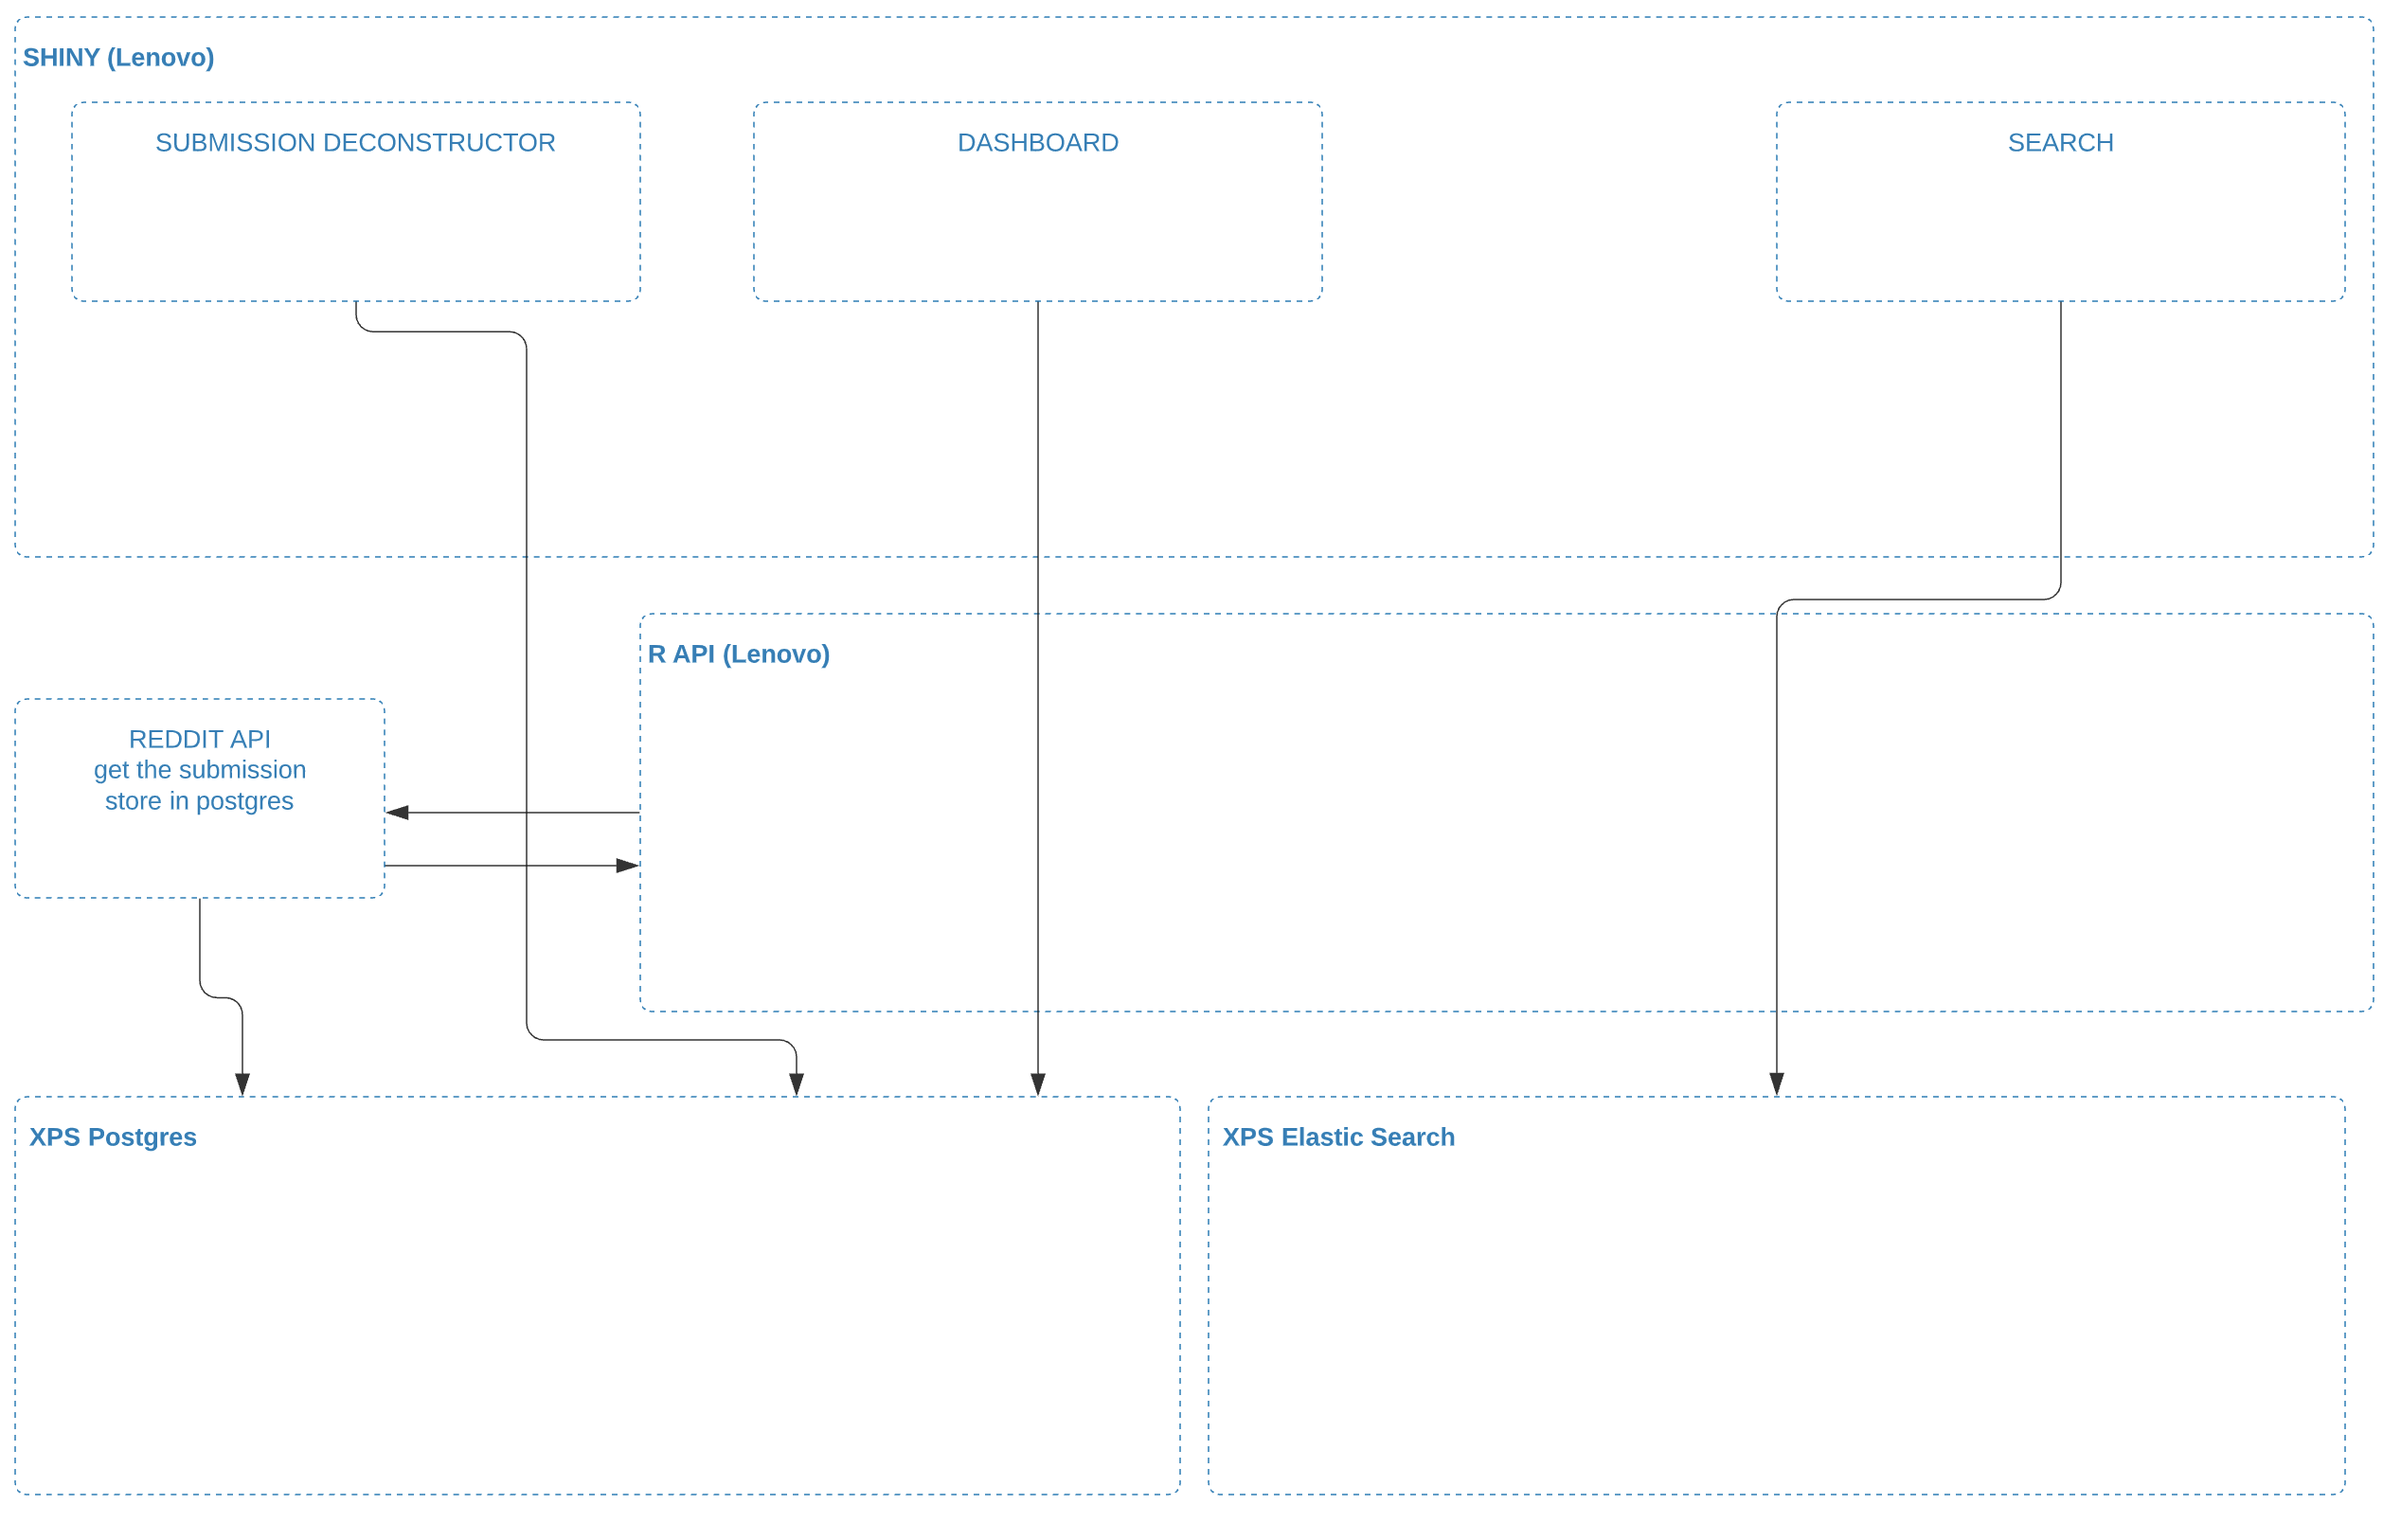 SHINY (Lenovo)
SUBMISSION DECONSTRUCTOR
DASHBOARD
SEARCH
R API (Lenovo)
REDDIT API
get the submission
store in postgres
XPS Postgres
XPS Elastic Search